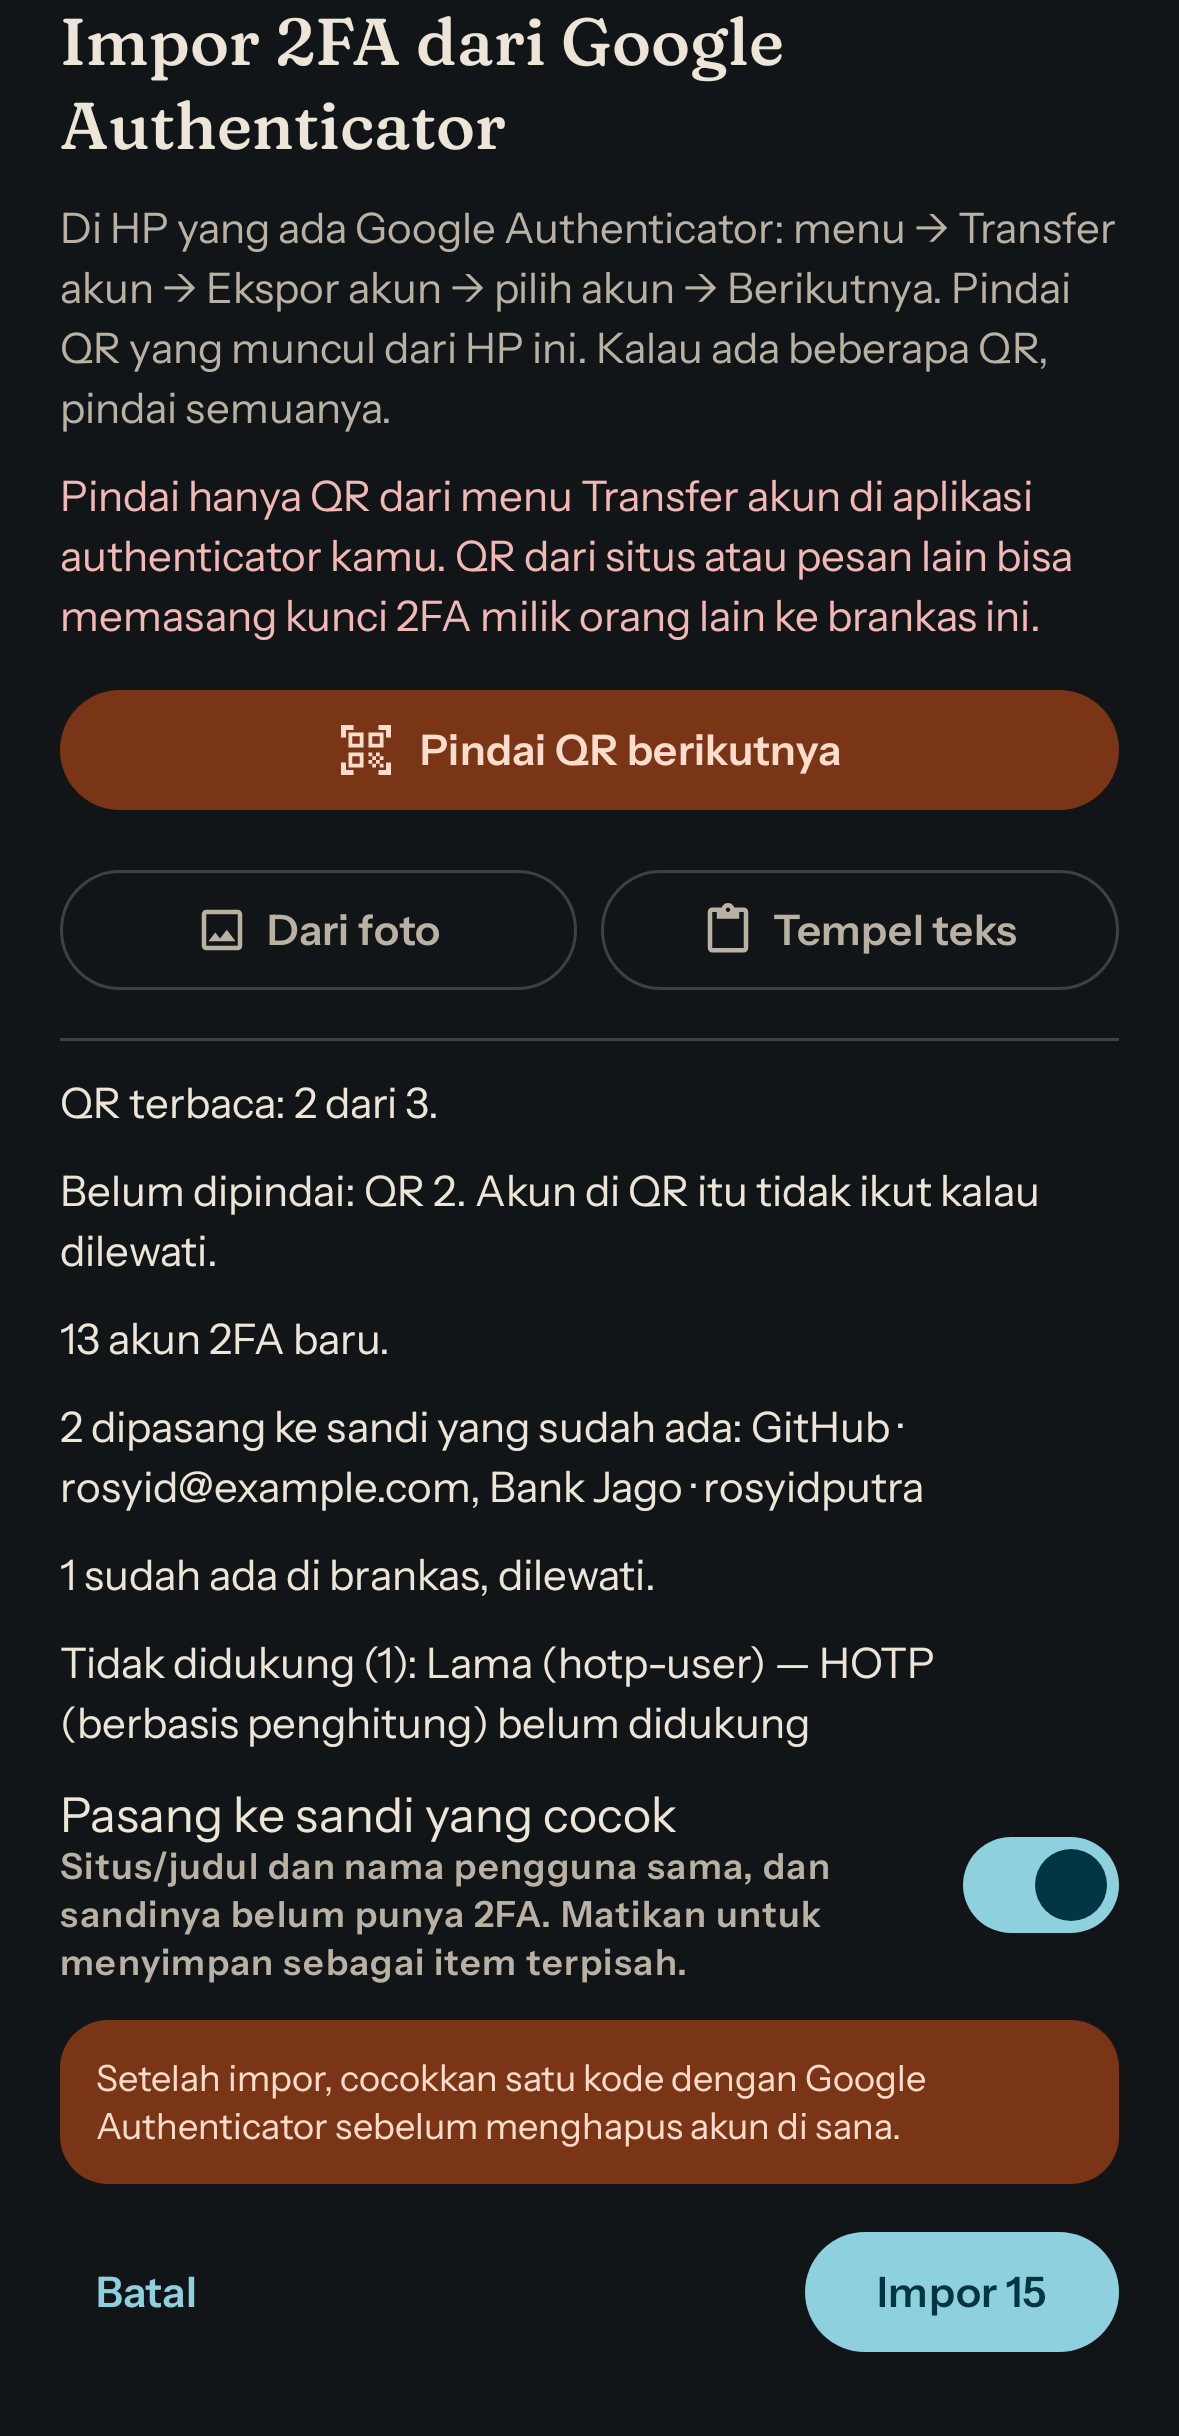 Impor 2FA dari Google
Authenticator
Di HP yang ada Google Authenticator: menu → Transfer
akun → Ekspor akun → pilih akun → Berikutnya. Pindai
QR yang muncul dari HP ini. Kalau ada beberapa QR,
pindai semuanya.
Pindai hanya QR dari menu Transfer akun di aplikasi
authenticator kamu. QR dari situs atau pesan lain bisa
memasang kunci 2FA milik orang lain ke brankas ini.
Pindai QR berikutnya
Dari foto
Tempel teks
QR terbaca: 2 dari 3.
Belum dipindai: QR 2. Akun di QR itu tidak ikut kalau
dilewati.
13 akun 2FA baru.
2 dipasang ke sandi yang sudah ada: GitHub ·
rosyid@example.com, Bank Jago · rosyidputra
1 sudah ada di brankas, dilewati.
Tidak didukung (1): Lama (hotp-user) — HOTP
(berbasis penghitung) belum didukung
Pasang ke sandi yang cocok
Situs/judul dan nama pengguna sama, dan
sandinya belum punya 2FA. Matikan untuk
menyimpan sebagai item terpisah.
Setelah impor, cocokkan satu kode dengan Google
Authenticator sebelum menghapus akun di sana.
Batal
Impor 15